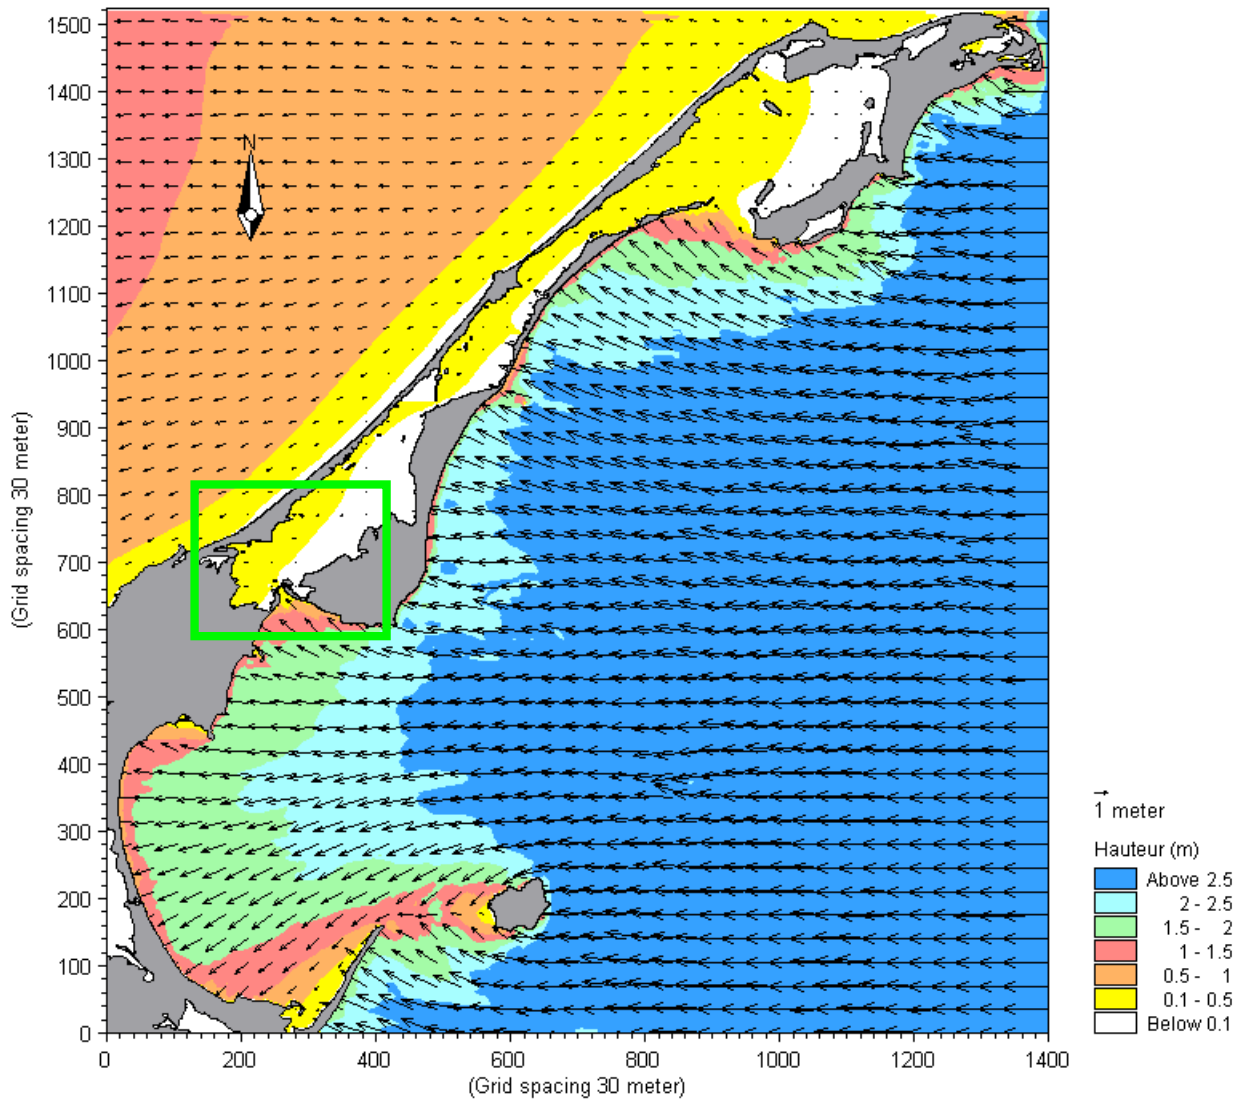 1500
1400
1300
1200
1100
1000
900
800
700
600
500
400
300
200
100
0
(Grid spacing 30 meter)
N
0 200 400 600 800 1000 1200 1400
(Grid spacing 30 meter)
1 meter
Hauteur (m)
Above 2.5
2 - 2.5
1.5 - 2
1 - 1.5
0.5 - 1
0.1 - 0.5
Below 0.1